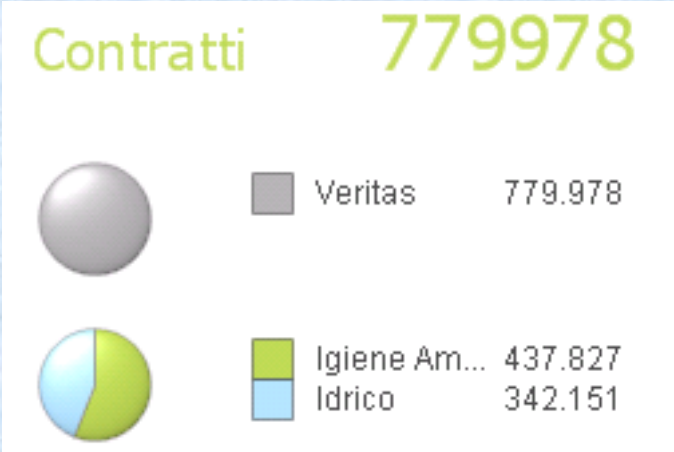 Contratti 779978
Veritas 779.978
Igiene Am... 437.827
Idrico 342.151